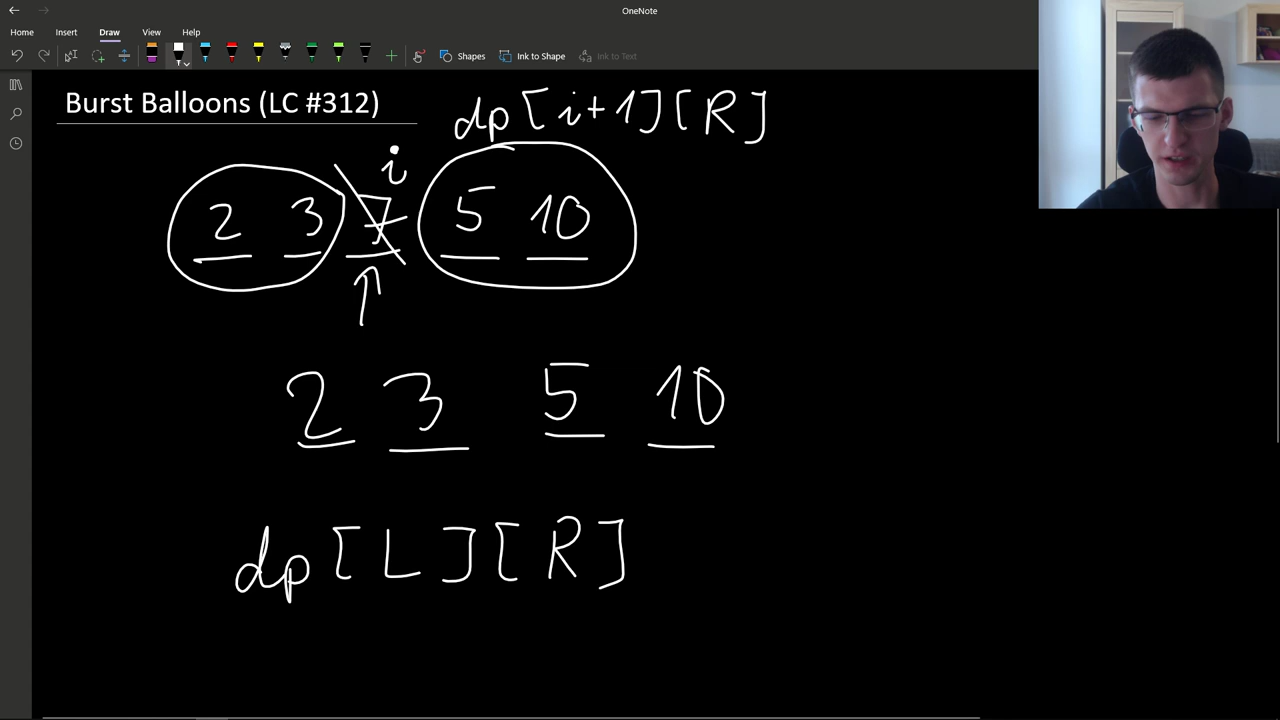 OneNote
Home Insert Draw View Help
Shapes Ink to Shape Ink to Text
Burst Balloons (LC #312)
dp[i+1][R]
i
2 3 7 5 10
2 3 5 10
dp[L][R]